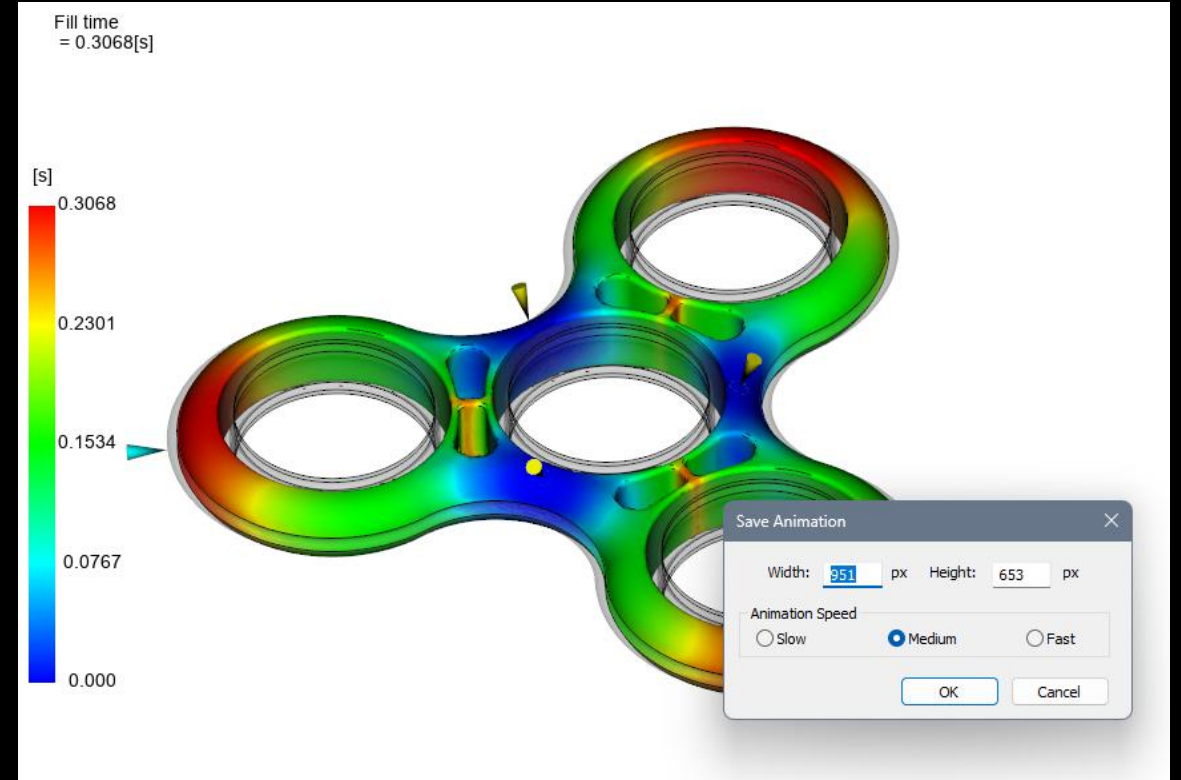 Fill time
= 0.3068[s]
[s]
0.3068
0.2301
0.1534
0.0767
0.000
Save Animation
Width: 951 px Height: 653 px
Animation Speed
Slow Medium Fast
OK Cancel